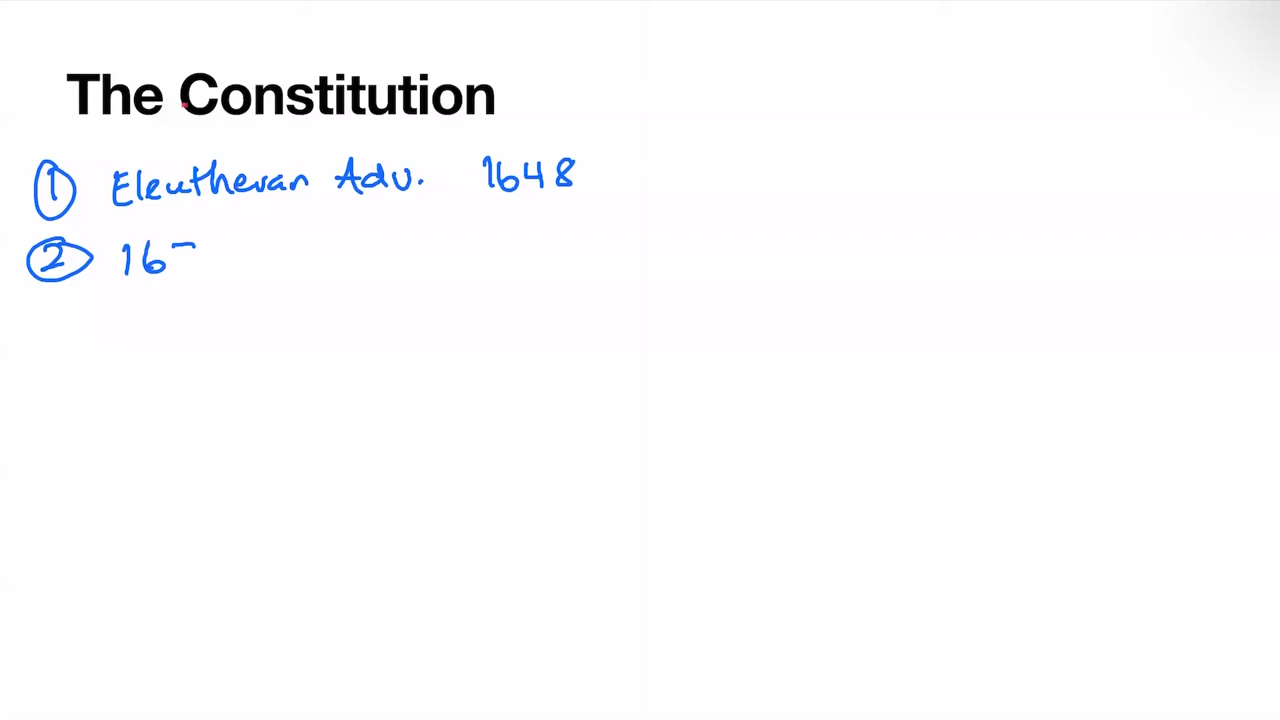 The Constitution
① Eleutheran Adv. 1648
② 16